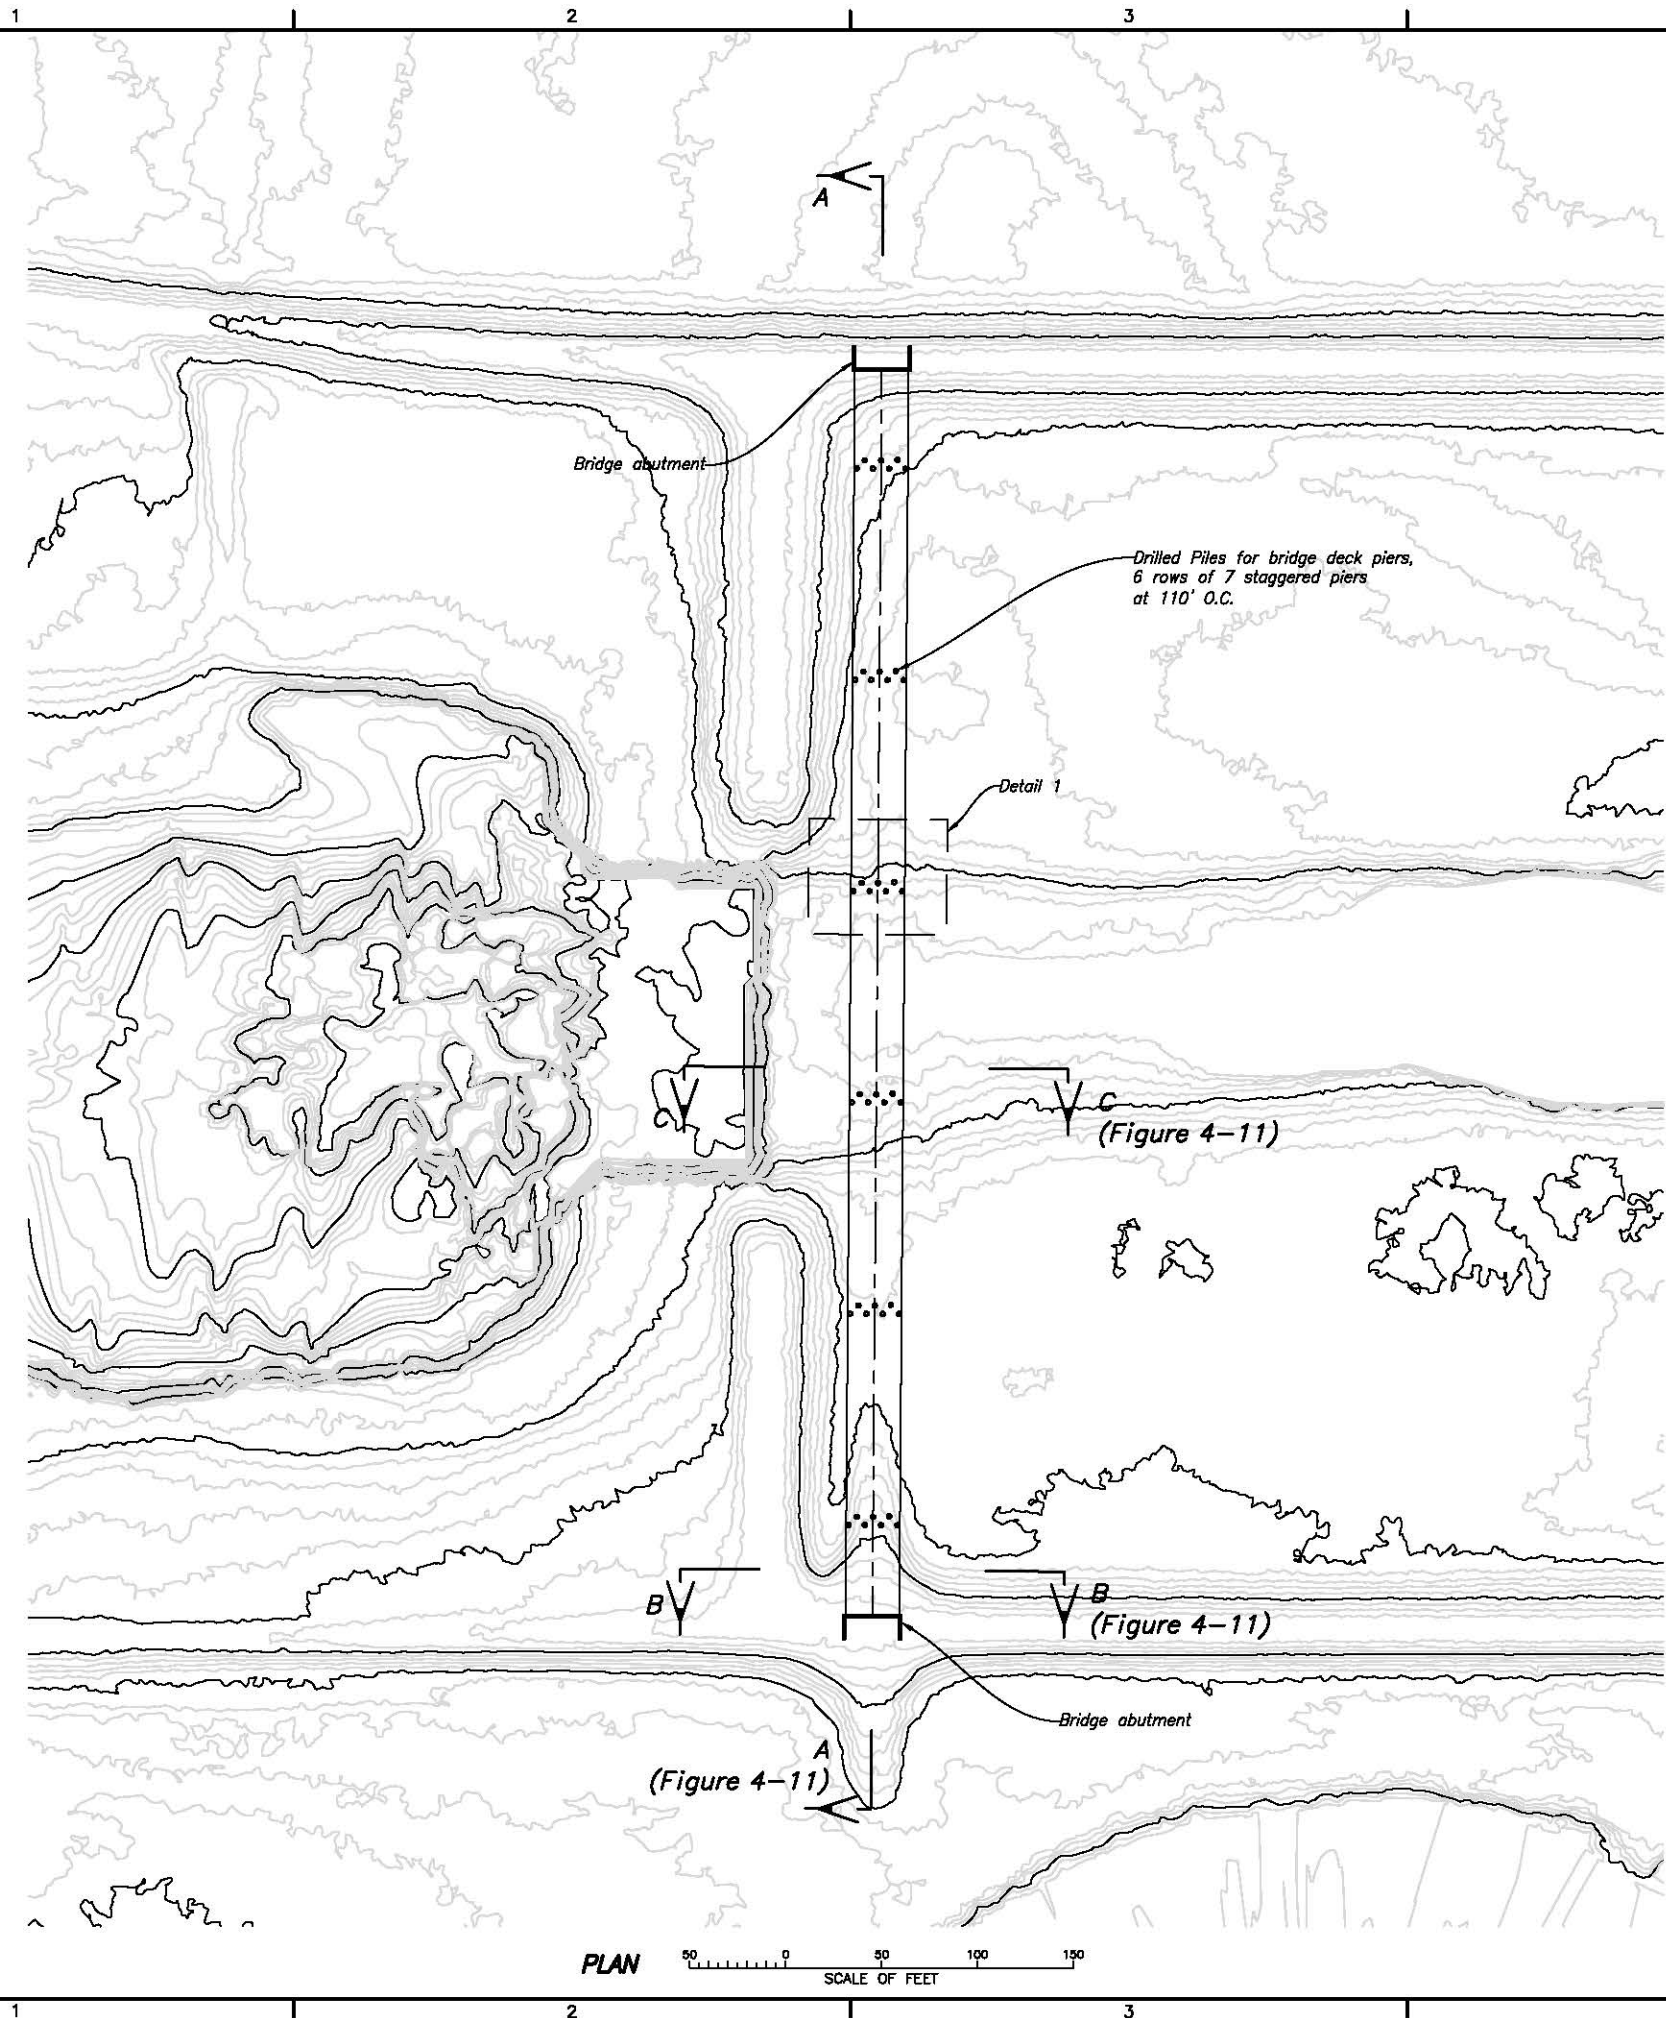 1 2 3
A
Bridge abutment
Drilled Piles for bridge deck piers,
6 rows of 7 staggered piers
at 110' O.C.
Detail 1
C C
(Figure 4-11)
B B
(Figure 4-11)
Bridge abutment
A
(Figure 4-11)
PLAN
50 0 50 100 150
SCALE OF FEET
1 2 3